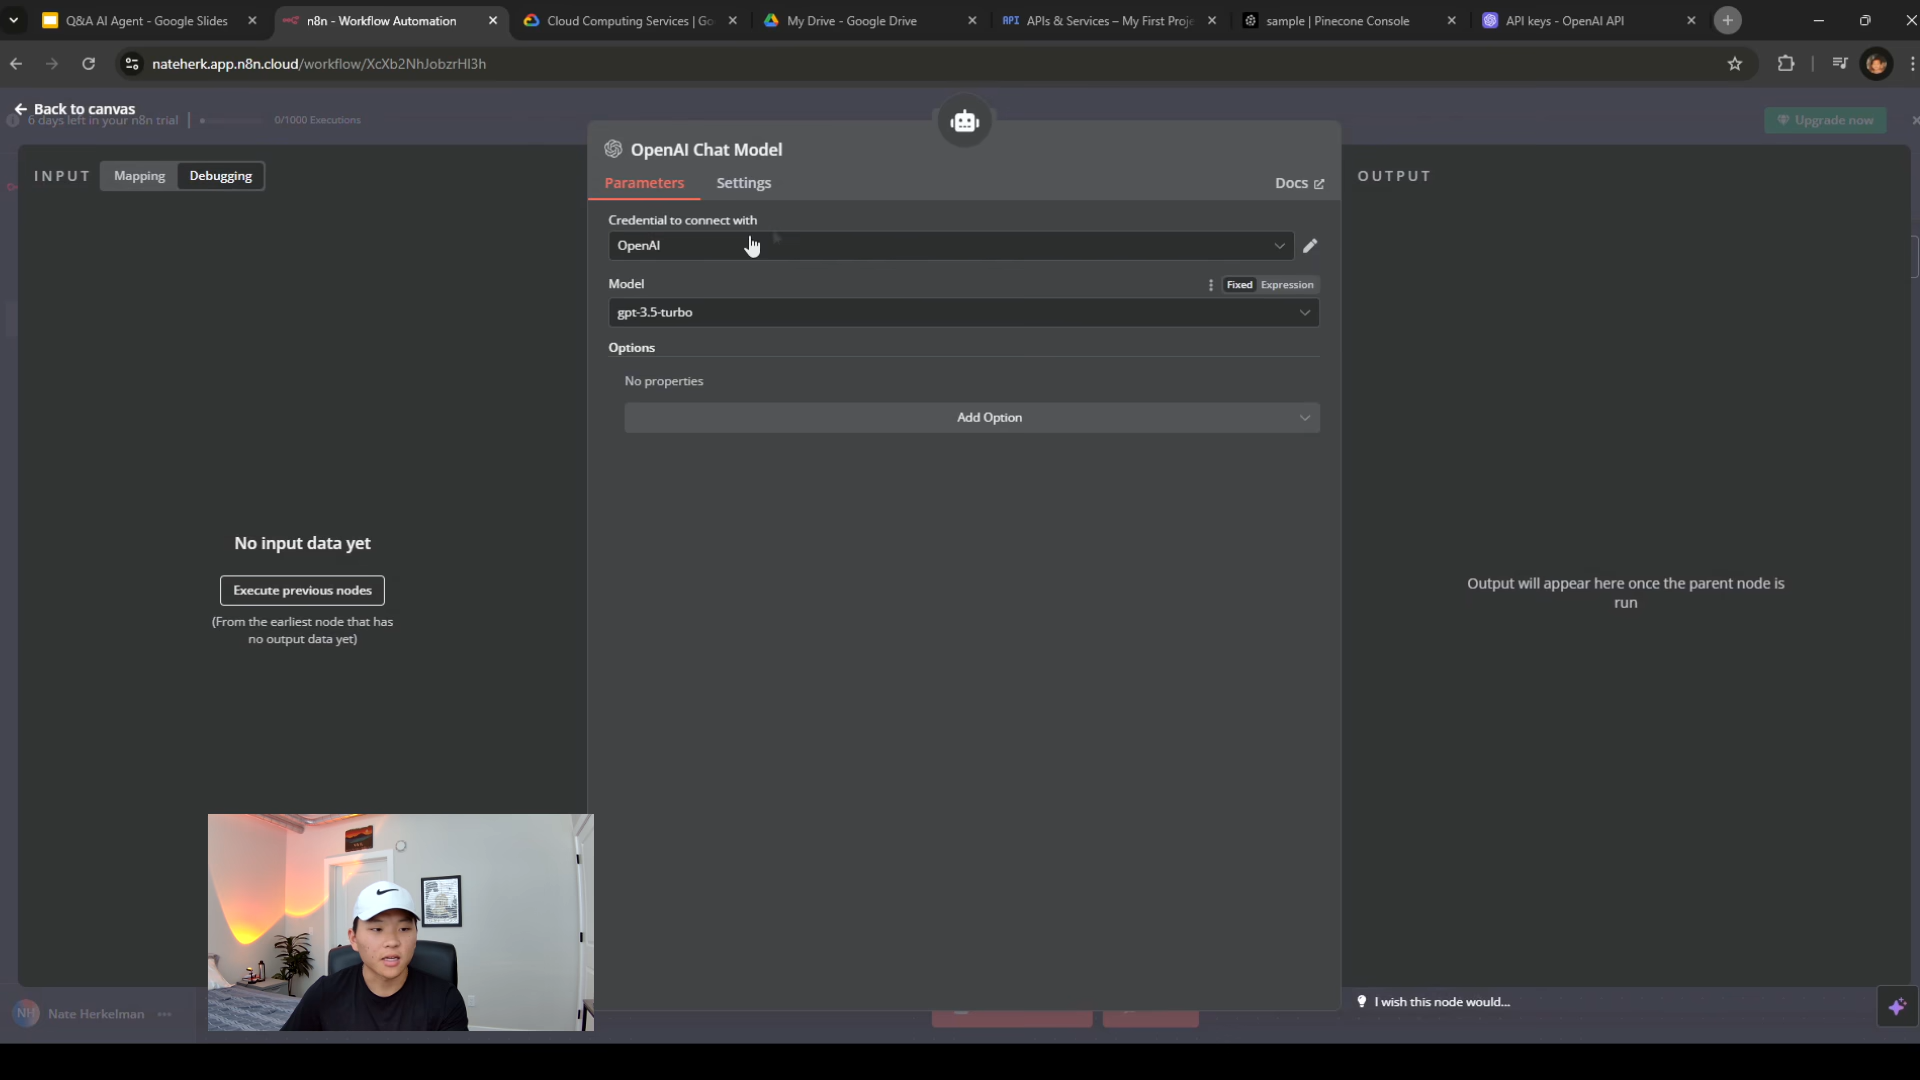 Q&A AI Agent - Google Slides
n8n - Workflow Automation
Cloud Computing Services | Go
My Drive - Google Drive
API APIs & Services – My First Proje
sample | Pinecone Console
API keys - OpenAI API
nateherk.app.n8n.cloud/workflow/XcXb2NhJobzrHI3h
Back to canvas
6 days left in your n8n trial
0/1000 Executions
Upgrade now
OpenAI Chat Model
INPUT
Mapping
Debugging
Parameters
Settings
Docs
OUTPUT
Credential to connect with
OpenAI
Model
Fixed
Expression
gpt-3.5-turbo
Options
No properties
Add Option
No input data yet
Execute previous nodes
(From the earliest node that has
no output data yet)
Output will appear here once the parent node is
run
I wish this node would...
NH
Nate Herkelman